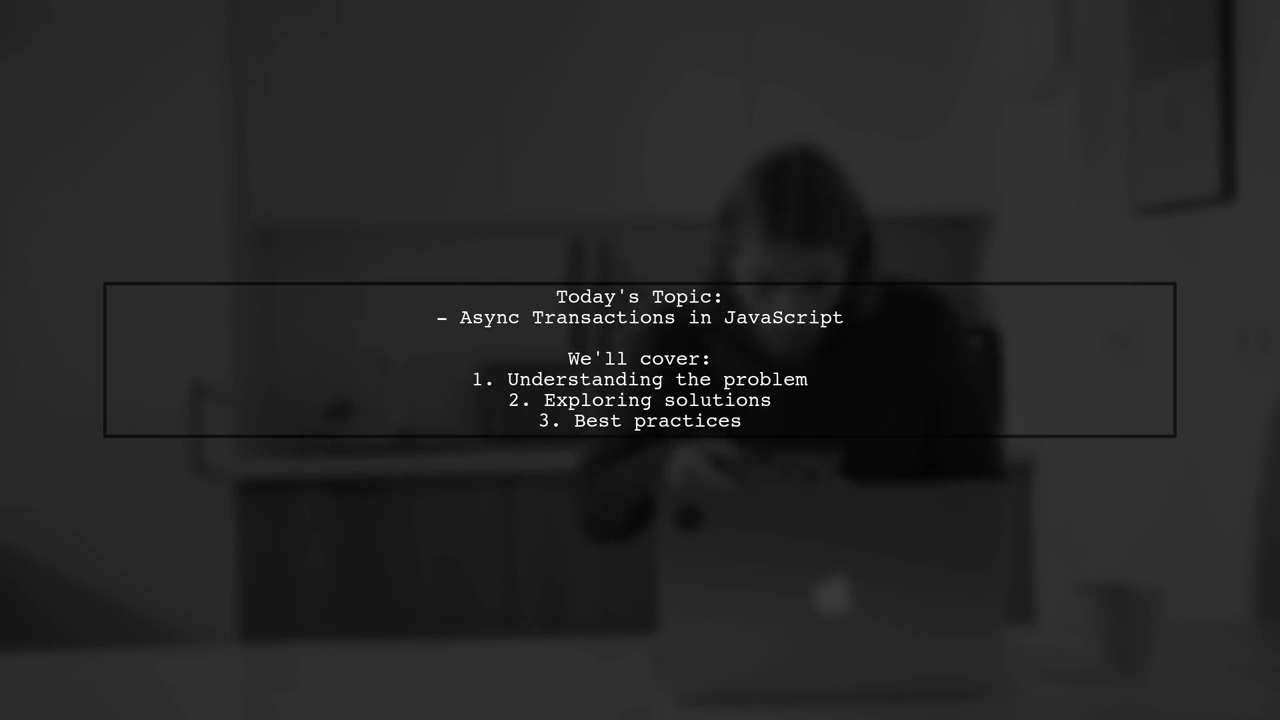 Today's Topic:
- Async Transactions in JavaScript
We'll cover:
1. Understanding the problem
2. Exploring solutions
3. Best practices